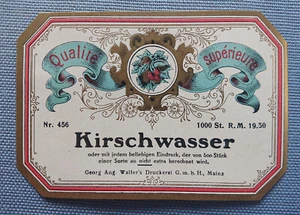 Qualité Supérieure
Nr. 456 1000 St. R.M. 19.50
Kirschwasser
oder mit jedem beliebigen Eindruck, der von 500 Stück
einer Sorte an nicht extra berechnet wird.
Georg Aug. Walter's Druckerei G. m. b. H., Mainz